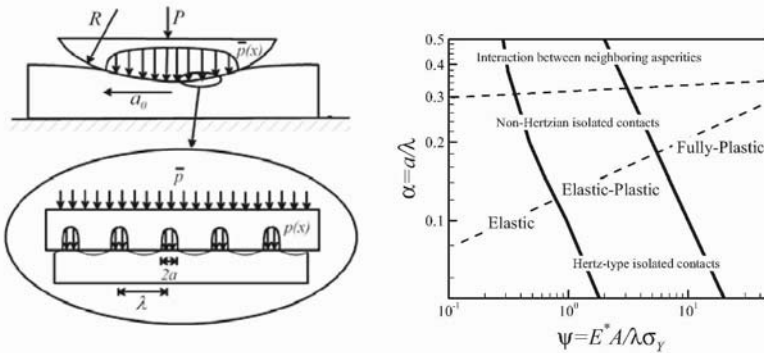 R
P
p̅(x)
a₀
p̅
p(x)
2a
λ
α=a/λ
0.5
0.4
0.3
0.2
0.1
Interaction between neighboring asperities
Non-Hertzian isolated contacts
Fully-Plastic
Elastic-Plastic
Elastic
Hertz-type isolated contacts
10⁻¹
10⁰
10¹
Ψ=E*A/λσ_Y